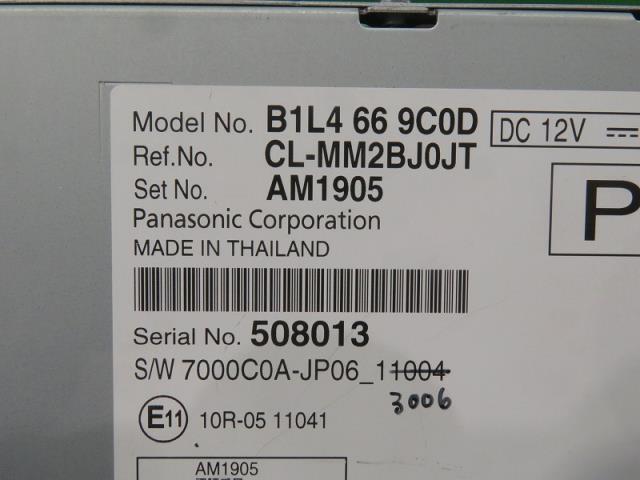 Model No. B1L4 66 9C0D DC 12V
Ref.No. CL-MM2BJ0JT
Set No. AM1905
P
Panasonic Corporation
MADE IN THAILAND
Serial No. 508013
S/W 7000C0A-JP06_11004
3006
E11 10R-05 11041
AM1905